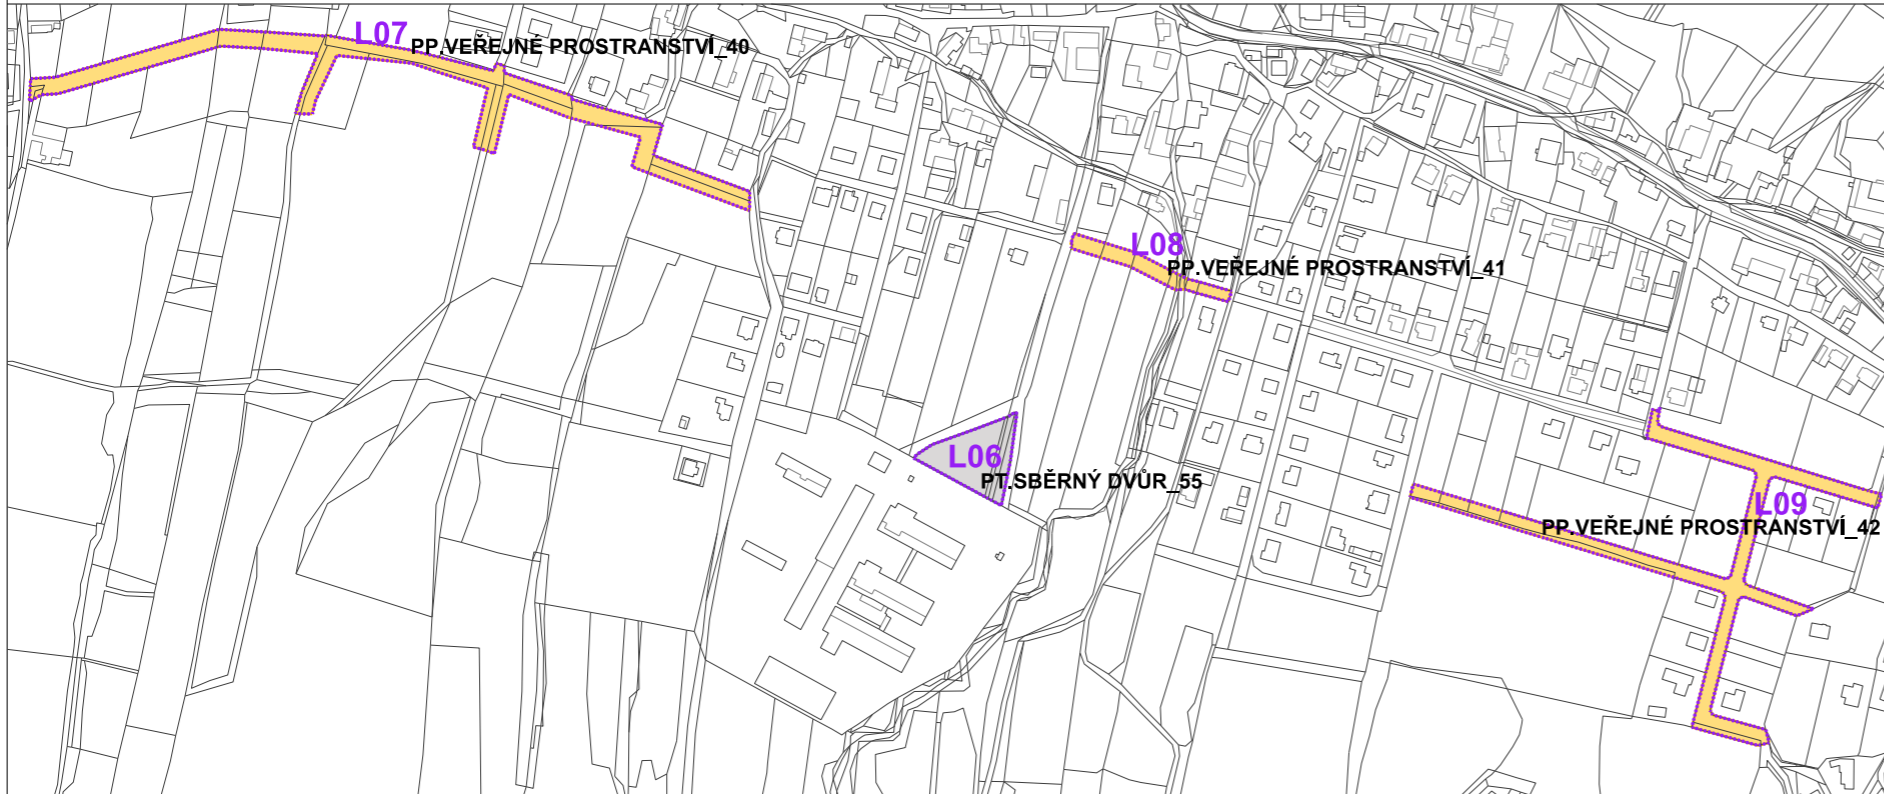 L07
PP.VEŘEJNÉ PROSTRANSTVÍ_40
L08
PP.VEŘEJNÉ PROSTRANSTVÍ_41
L06
PT.SBĚRNÝ DVŮR_55
L09
PP.VEŘEJNÉ PROSTRANSTVÍ_42